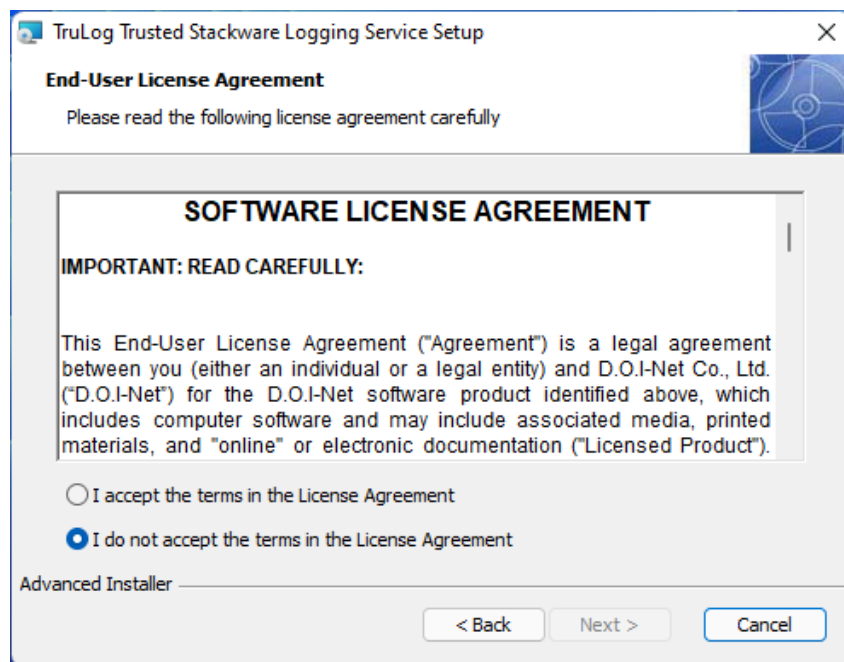 TruLog Trusted Stackware Logging Service Setup
End-User License Agreement
Please read the following license agreement carefully
SOFTWARE LICENSE AGREEMENT
IMPORTANT: READ CAREFULLY:
This End-User License Agreement ("Agreement") is a legal agreement
between you (either an individual or a legal entity) and D.O.I-Net Co., Ltd.
("D.O.I-Net") for the D.O.I-Net software product identified above, which
includes computer software and may include associated media, printed
materials, and "online" or electronic documentation ("Licensed Product").
I accept the terms in the License Agreement
I do not accept the terms in the License Agreement
Advanced Installer
< Back Next > Cancel